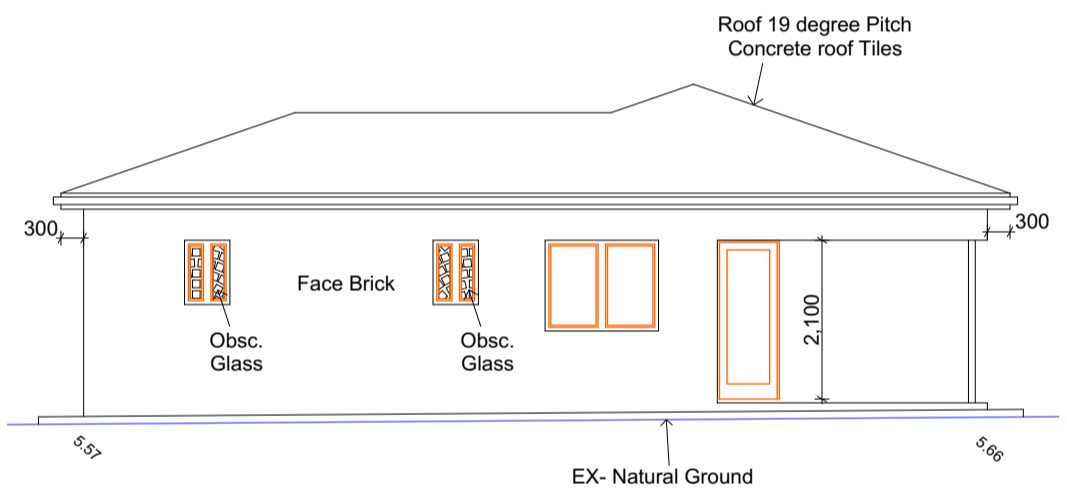 Roof 19 degree Pitch
Concrete roof Tiles
300
300
Face Brick
2,100
Obsc.
Glass
Obsc.
Glass
5.57
5.66
EX- Natural Ground